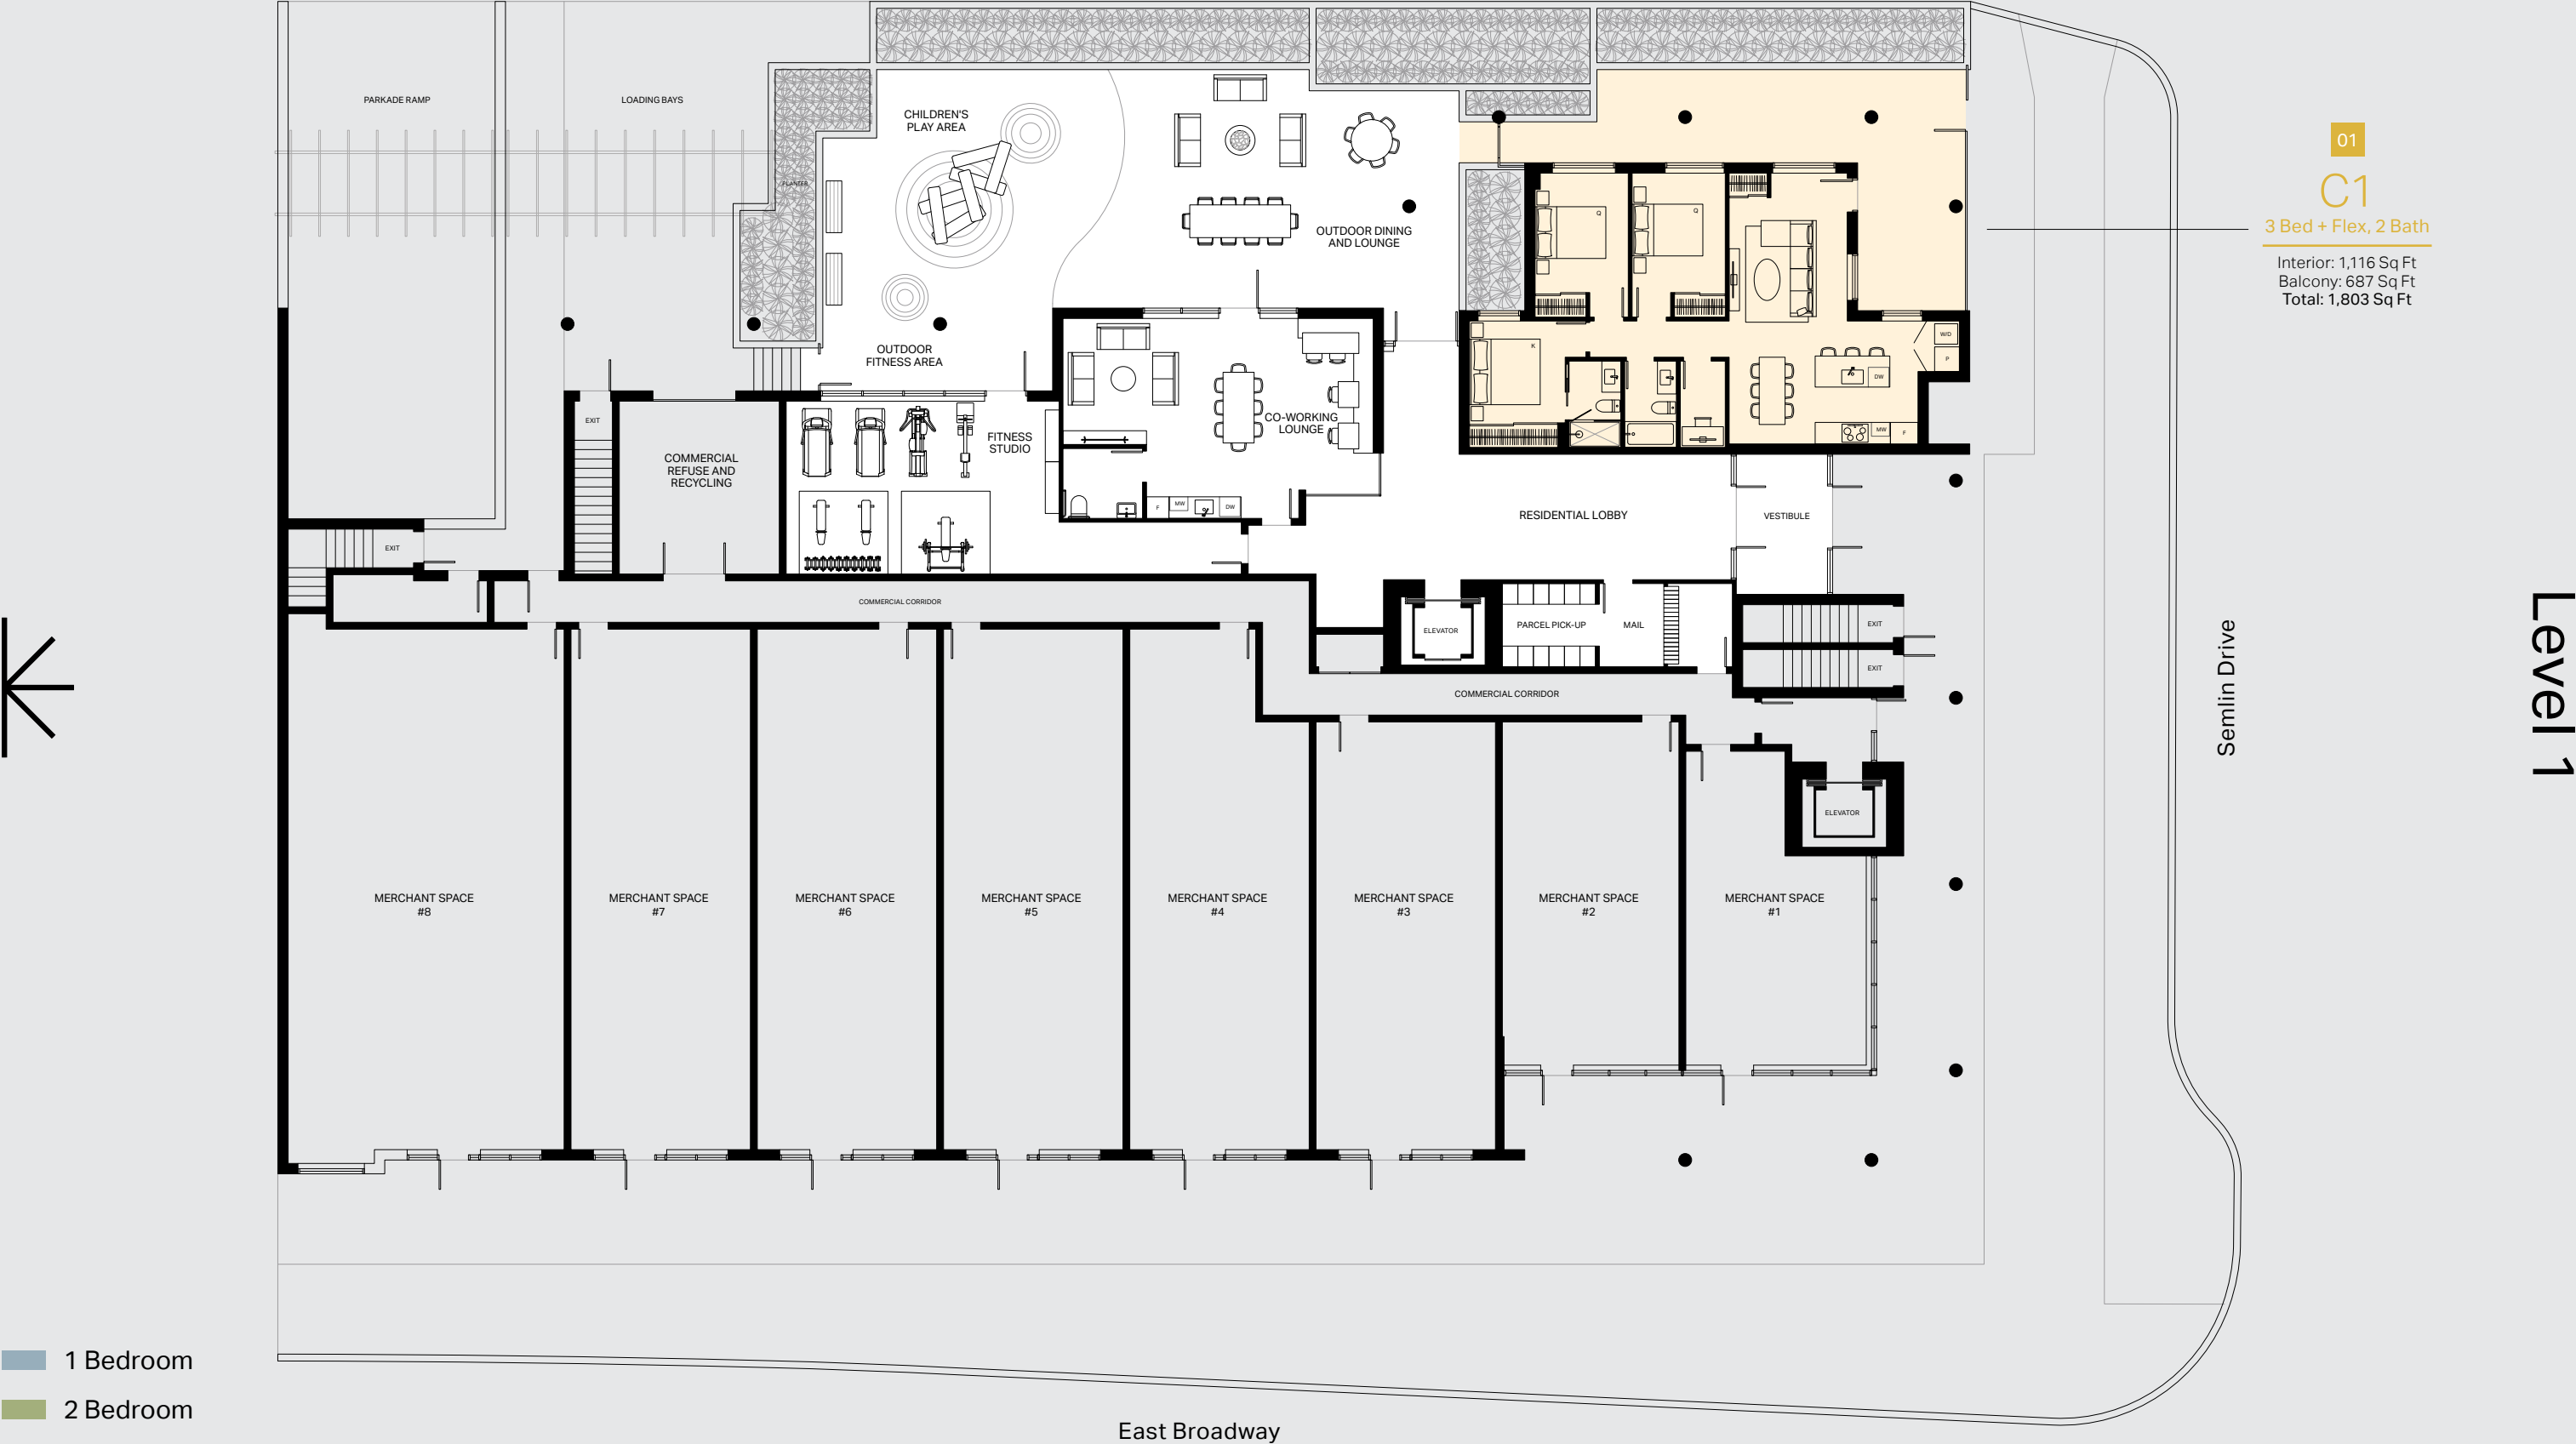 PARKADE RAMP
LOADING BAYS
CHILDREN'S
PLAY AREA
PLANTER
OUTDOOR DINING
AND LOUNGE
OUTDOOR
FITNESS AREA
01
C1
3 Bed + Flex, 2 Bath
Interior: 1,116 Sq Ft
Balcony: 687 Sq Ft
Total: 1,803 Sq Ft
Q
Q
K
W/D
P
DW
MW
F
EXIT
COMMERCIAL
REFUSE AND
RECYCLING
FITNESS
STUDIO
CO-WORKING
LOUNGE
F
MW
DW
RESIDENTIAL LOBBY
VESTIBULE
EXIT
COMMERCIAL CORRIDOR
ELEVATOR
PARCEL PICK-UP
MAIL
EXIT
EXIT
COMMERCIAL CORRIDOR
ELEVATOR
Semlin Drive
Level 1
MERCHANT SPACE
#8
MERCHANT SPACE
#7
MERCHANT SPACE
#6
MERCHANT SPACE
#5
MERCHANT SPACE
#4
MERCHANT SPACE
#3
MERCHANT SPACE
#2
MERCHANT SPACE
#1
1 Bedroom
2 Bedroom
East Broadway